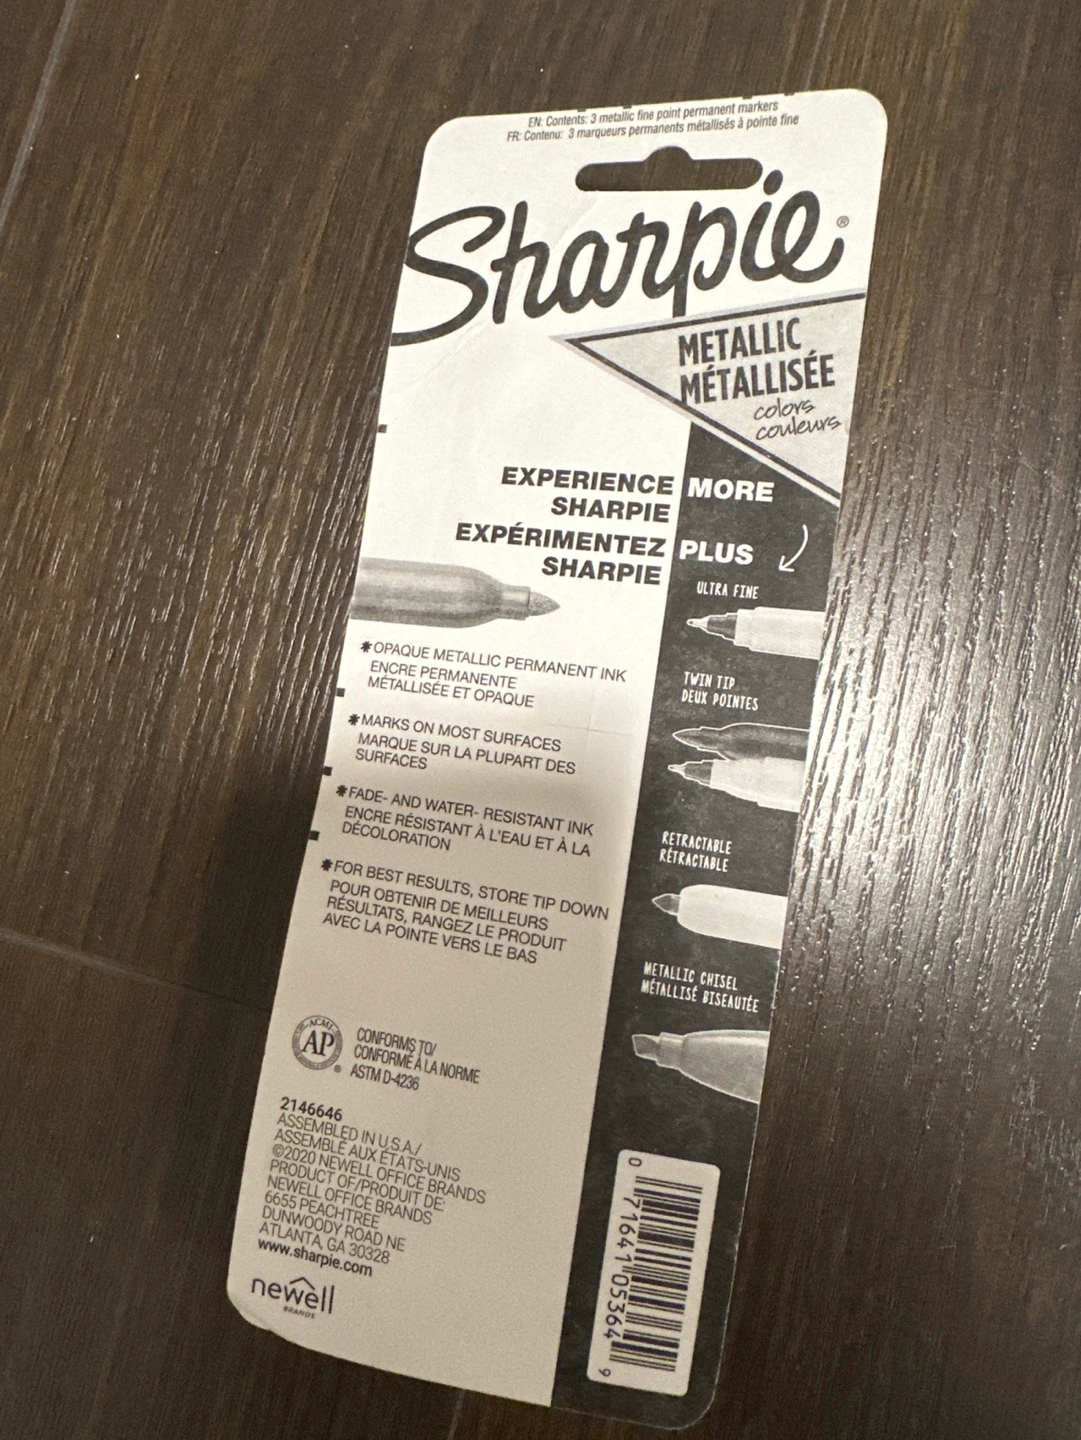 EN: Contents: 3 metallic fine point permanent markers
FR: Contenu: 3 marqueurs permanents métallisés à pointe fine
Sharpie®
METALLIC
MÉTALLISÉE
colors
couleurs
EXPERIENCE MORE
SHARPIE
EXPÉRIMENTEZ PLUS
SHARPIE
*OPAQUE METALLIC PERMANENT INK
ENCRE PERMANENTE
MÉTALLISÉE ET OPAQUE
*MARKS ON MOST SURFACES
MARQUE SUR LA PLUPART DES
SURFACES
*FADE- AND WATER- RESISTANT INK
ENCRE RÉSISTANT À L'EAU ET À LA
DÉCOLORATION
*FOR BEST RESULTS, STORE TIP DOWN
POUR OBTENIR DE MEILLEURS
RÉSULTATS, RANGEZ LE PRODUIT
AVEC LA POINTE VERS LE BAS
ULTRA FINE
TWIN TIP
DEUX POINTES
RETRACTABLE
RÉTRACTABLE
METALLIC CHISEL
MÉTALLISÉ BISEAUTÉE
ACMI
AP®
CONFORMS TO/
CONFORMÉ À LA NORME
ASTM D-4236
2146646
ASSEMBLED IN U.S.A./
ASSEMBLÉ AUX ÉTATS-UNIS
©2020 NEWELL OFFICE BRANDS
PRODUCT OF/PRODUIT DE:
NEWELL OFFICE BRANDS
6655 PEACHTREE
DUNWOODY ROAD NE
ATLANTA, GA 30328
www.sharpie.com
newell
BRANDS
0 71641 05364 9